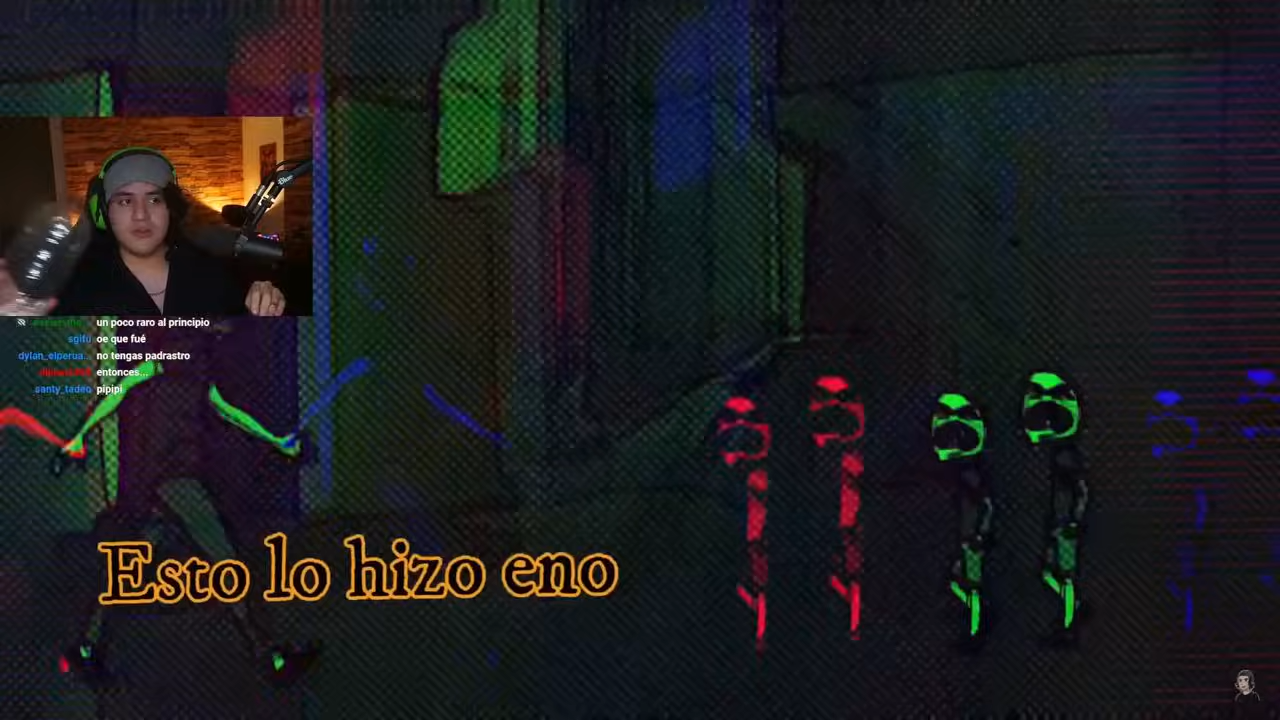 un poco raro al principio
sgifu oe que fué
dylan_elperua... no tengas padrastro
entonces...
santy_tadeo pipipi
Esto lo hizo eno
Blue